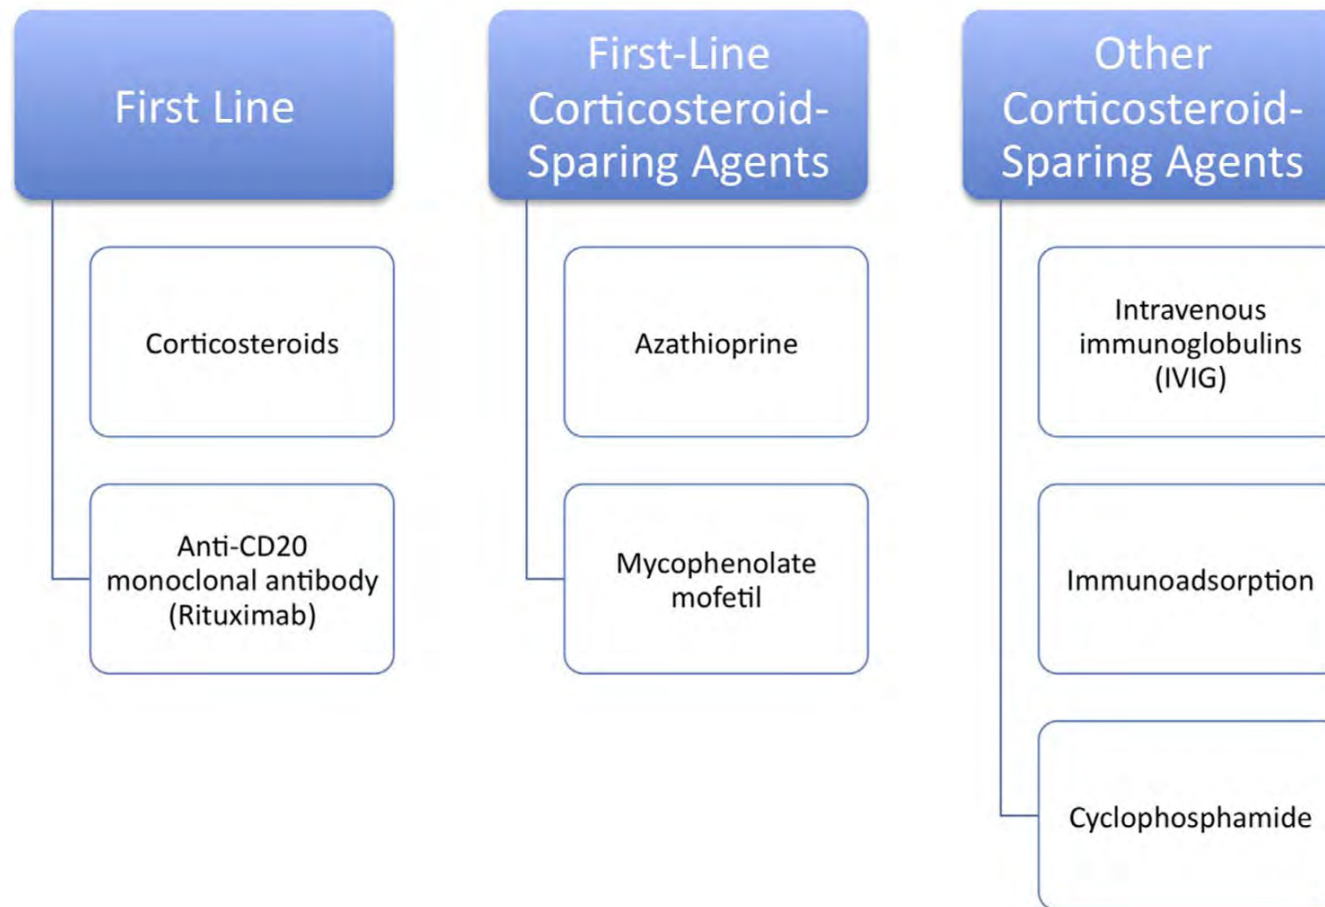 First Line
Corticosteroids
Anti-CD20
monoclonal antibody
(Rituximab)
First-Line
Corticosteroid-
Sparing Agents
Azathioprine
Mycophenolate
mofetil
Other
Corticosteroid-
Sparing Agents
Intravenous
immunoglobulins
(IVIG)
Immunoadsorption
Cyclophosphamide